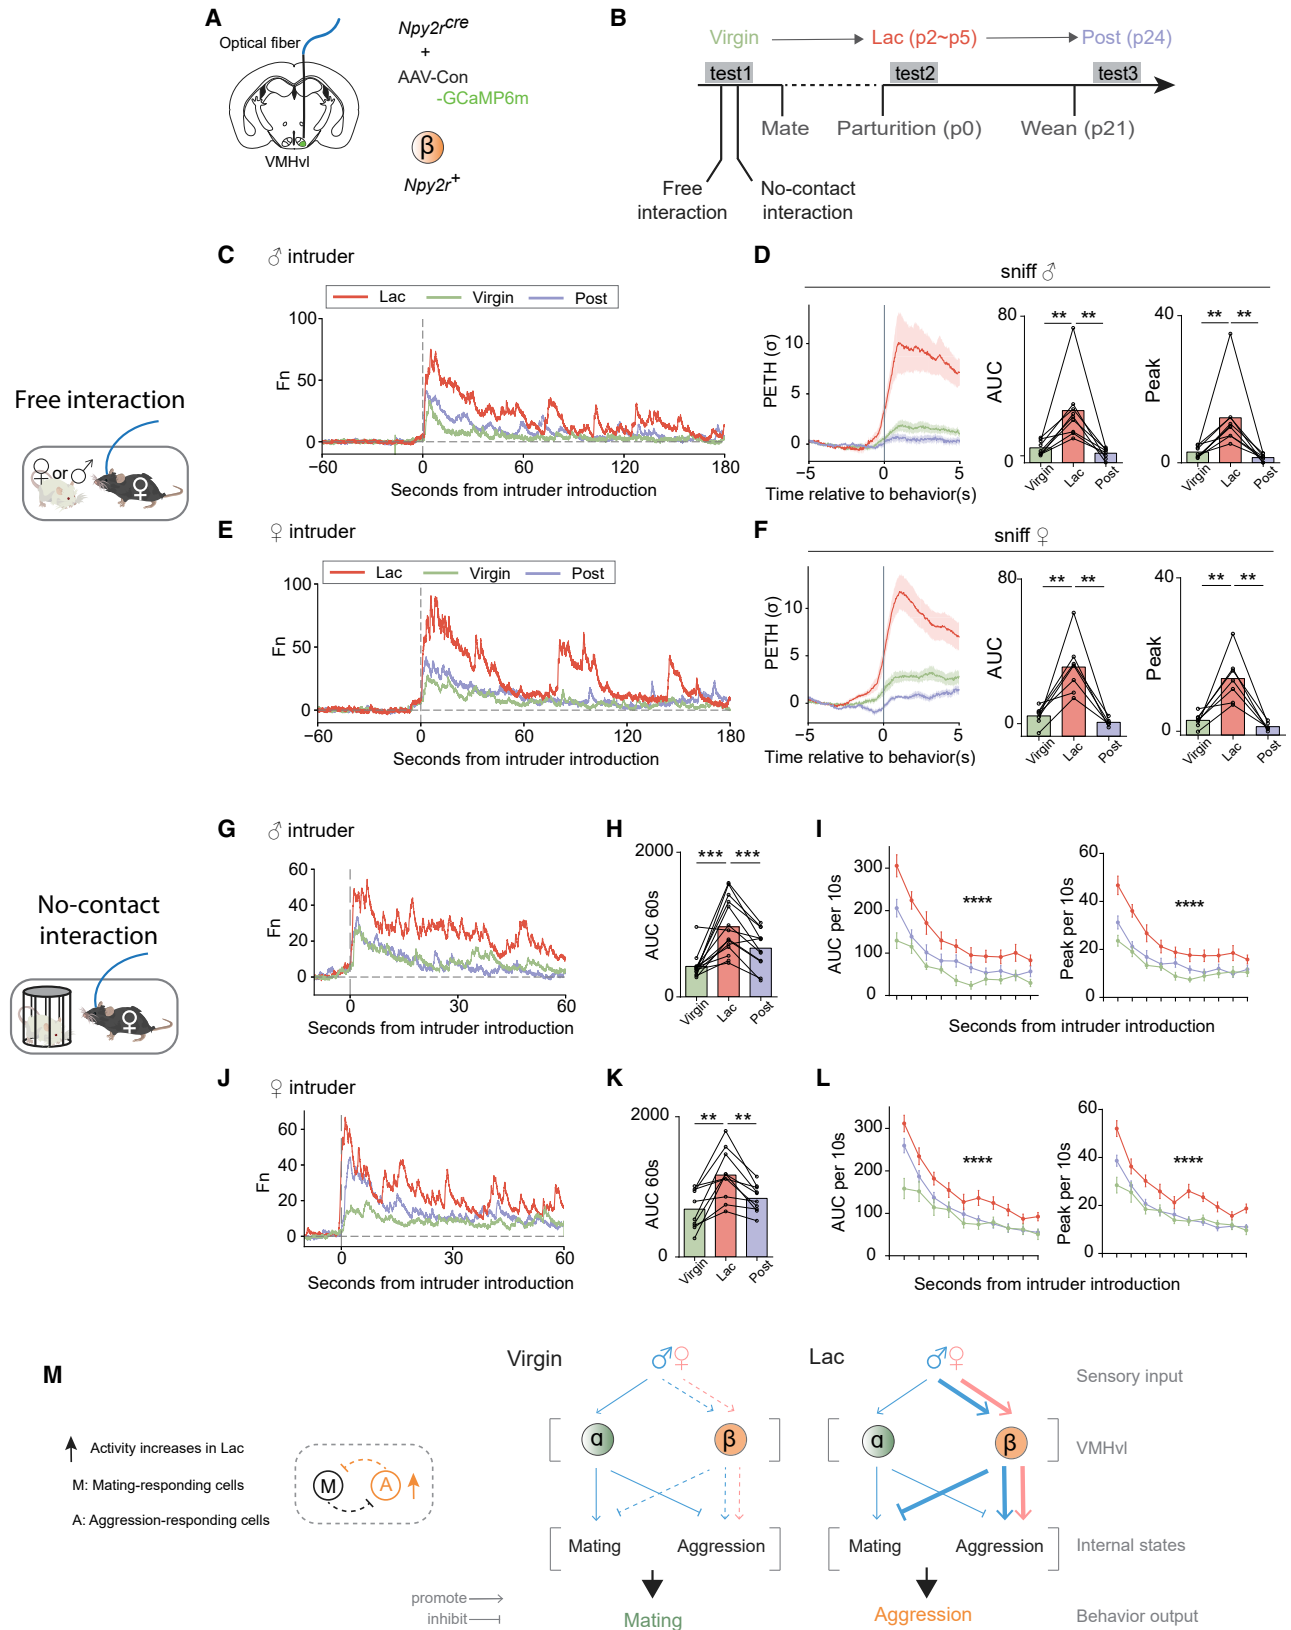 A
Optical fiber
VMHvl
Npy2r^cre
+
AAV-Con
-GCaMP6m
β
Npy2r+
B
Virgin
Lac (p2~p5)
Post (p24)
test1
test2
test3
Mate
Parturition (p0)
Wean (p21)
Free
interaction
No-contact
interaction
Free interaction
♀ or ♂
♀
C
♂ intruder
Lac Virgin Post
Fn
100
50
0
−60 0 60 120 180
Seconds from intruder introduction
D
sniff ♂
PETH (σ)
10
5
0
−5 0 5
Time relative to behavior(s)
AUC
80
0
** **
Virgin Lac Post
Peak
40
0
** **
Virgin Lac Post
E
♀ intruder
Lac Virgin Post
Fn
100
50
0
−60 0 60 120 180
Seconds from intruder introduction
F
sniff ♀
PETH (σ)
10
5
0
−5 0 5
Time relative to behavior(s)
AUC
80
0
** **
Virgin Lac Post
Peak
40
0
** **
Virgin Lac Post
No-contact
interaction
♀
G
♂ intruder
Fn
60
40
20
0
0 30 60
Seconds from intruder introduction
H
AUC 60s
2000
0
*** ***
Virgin Lac Post
I
AUC per 10s
300
200
100
0
****
Peak per 10s
60
40
20
0
****
Seconds from intruder introduction
J
♀ intruder
Fn
60
40
20
0
0 30 60
Seconds from intruder introduction
K
AUC 60s
2000
0
** **
Virgin Lac Post
L
AUC per 10s
300
200
100
0
****
Peak per 10s
60
40
20
0
****
Seconds from intruder introduction
M
Activity increases in Lac
M: Mating-responding cells
A: Aggression-responding cells
M A
Virgin
♂♀
α β
Mating Aggression
Mating
promote
inhibit
Lac
♂♀
α β
Mating Aggression
Aggression
Sensory input
VMHvl
Internal states
Behavior output